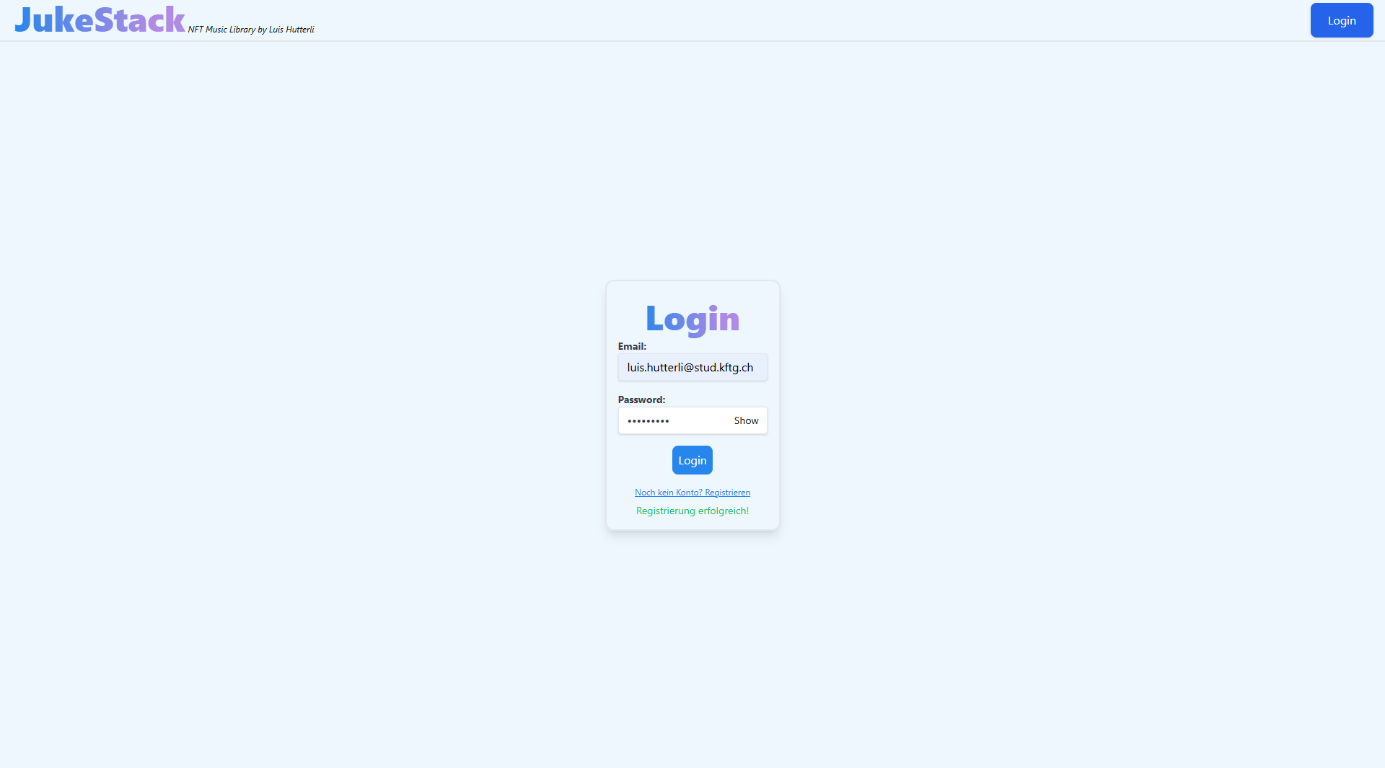 JukeStack NFT Music Library by Luis Hutterli
Login
Login
Email:
luis.hutterli@stud.kftg.ch
Password:
•••••••••
Show
Login
Noch kein Konto? Registrieren
Registrierung erfolgreich!